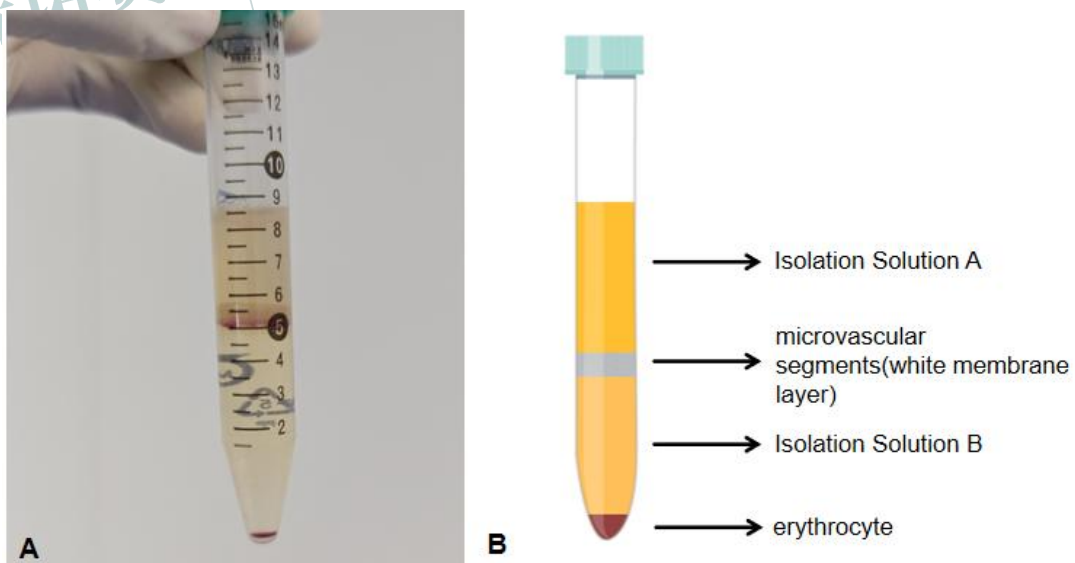 14
13
12
11
10
9
8
7
6
5
4
3
2
A
B
Isolation Solution A
microvascular
segments(white membrane
layer)
Isolation Solution B
erythrocyte